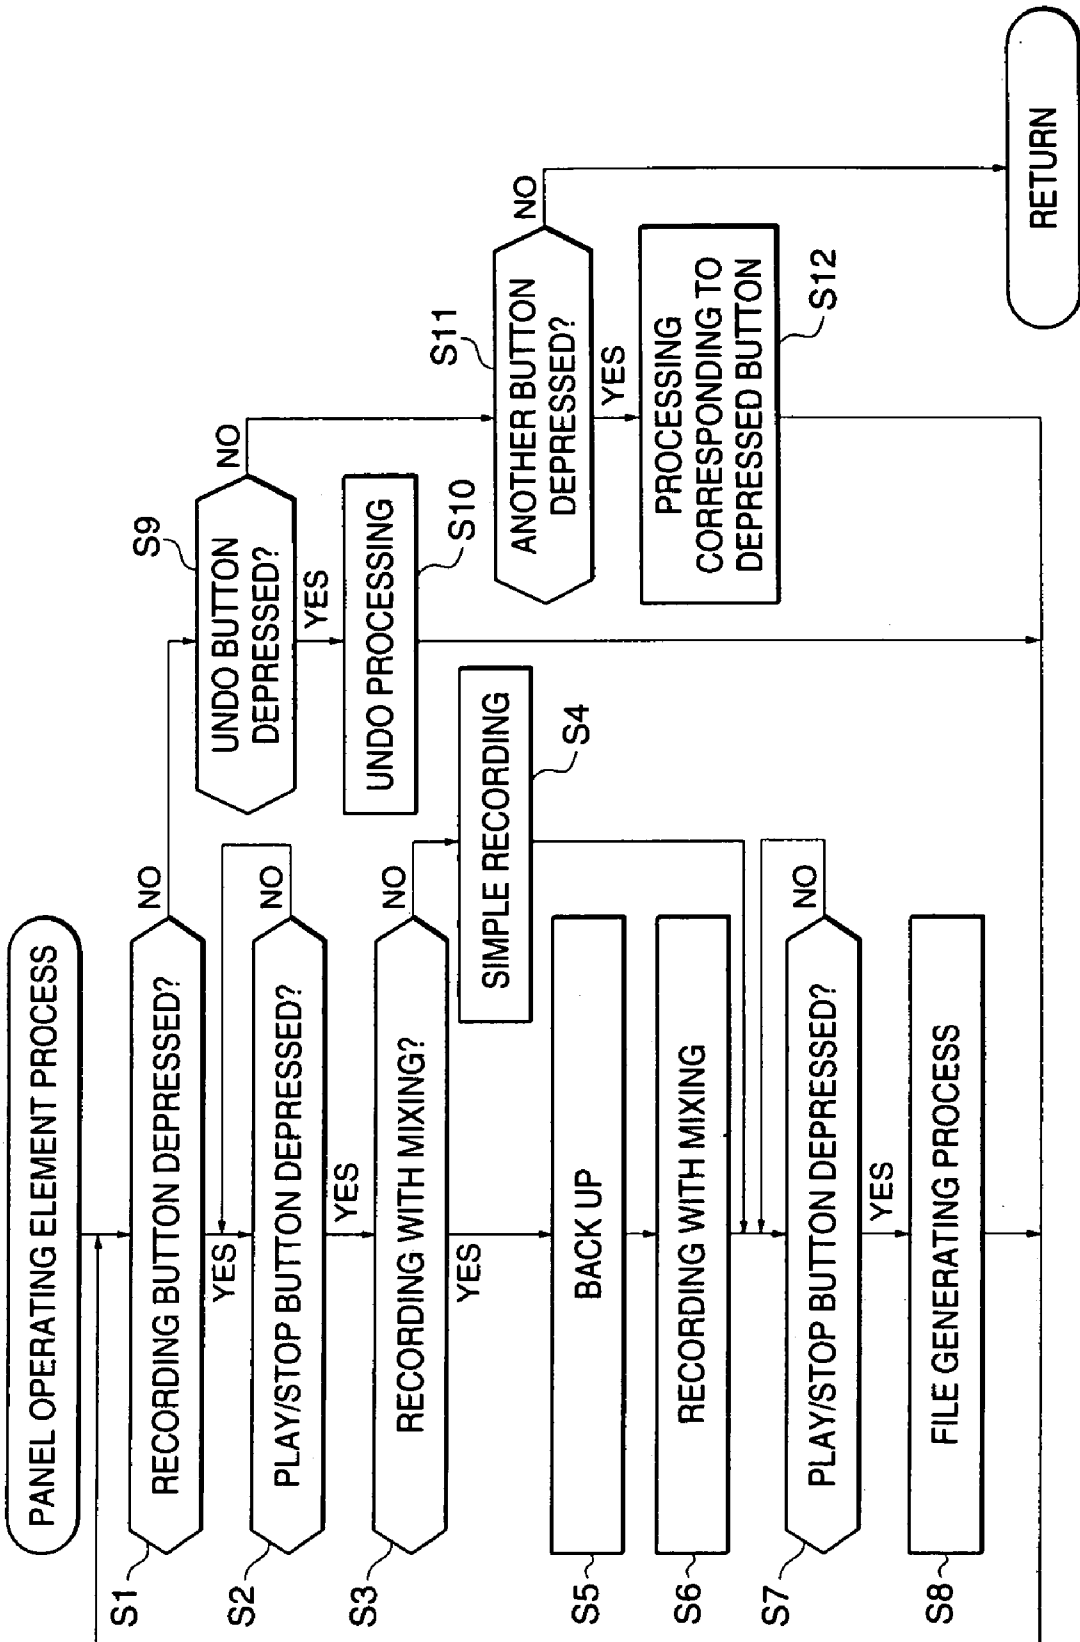 PANEL OPERATING ELEMENT PROCESS
S1
RECORDING BUTTON DEPRESSED?
NO
YES
S2
PLAY/STOP BUTTON DEPRESSED?
NO
YES
S3
RECORDING WITH MIXING?
NO
YES
SIMPLE RECORDING
S4
S5
BACK UP
S6
RECORDING WITH MIXING
S7
PLAY/STOP BUTTON DEPRESSED?
NO
YES
S8
FILE GENERATING PROCESS
S9
UNDO BUTTON
DEPRESSED?
NO
YES
UNDO PROCESSING
S10
S11
ANOTHER BUTTON
DEPRESSED?
NO
YES
PROCESSING
CORRESPONDING TO
DEPRESSED BUTTON
S12
RETURN